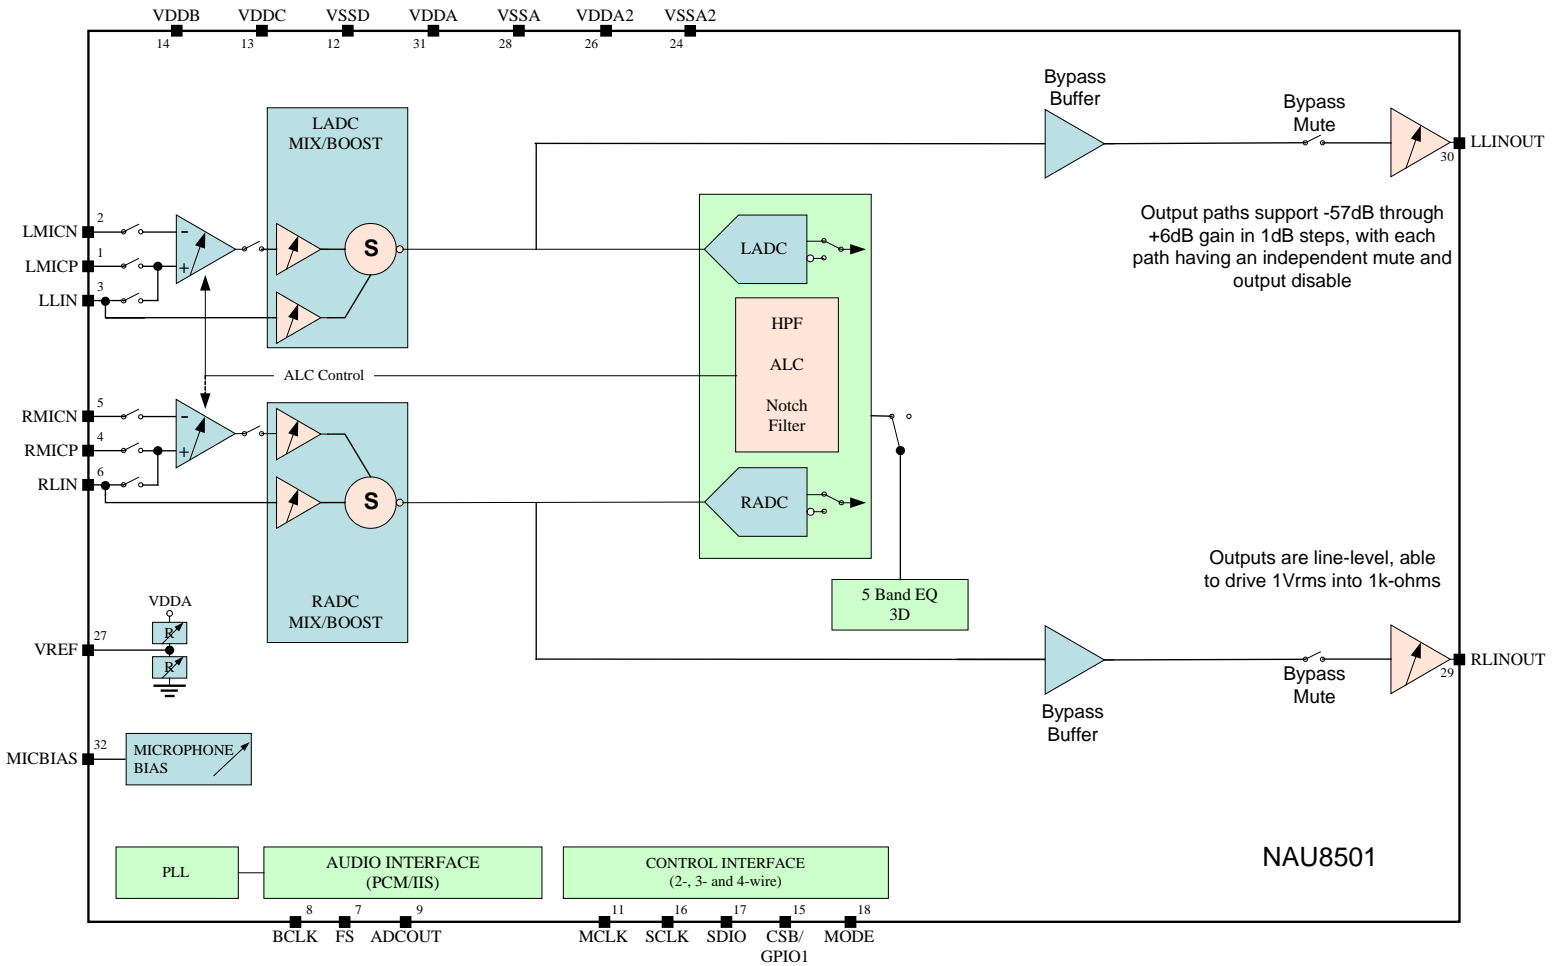 VDDB VDDC VSSD VDDA VSSA VDDA2 VSSA2
14 13 12 31 28 26 24
Bypass
Buffer
Bypass
Mute
LLINOUT
30
LADC
MIX/BOOST
Output paths support -57dB through
+6dB gain in 1dB steps, with each
path having an independent mute and
output disable
LMICN
2
-
LMICP
1
+
LLIN
3
S
LADC
HPF
ALC
Notch
Filter
ALC Control
RMICN
5
-
RMICP
4
+
RLIN
6
S
RADC
RADC
MIX/BOOST
5 Band EQ
3D
Outputs are line-level, able
to drive 1Vrms into 1k-ohms
VDDA
R
VREF
27
R
RLINOUT
29
Bypass
Mute
Bypass
Buffer
MICBIAS
32
MICROPHONE
BIAS
NAU8501
PLL
AUDIO INTERFACE
(PCM/IIS)
CONTROL INTERFACE
(2-, 3- and 4-wire)
8 7 9 11 16 17 15 18
BCLK FS ADCOUT MCLK SCLK SDIO CSB/ MODE
GPIO1